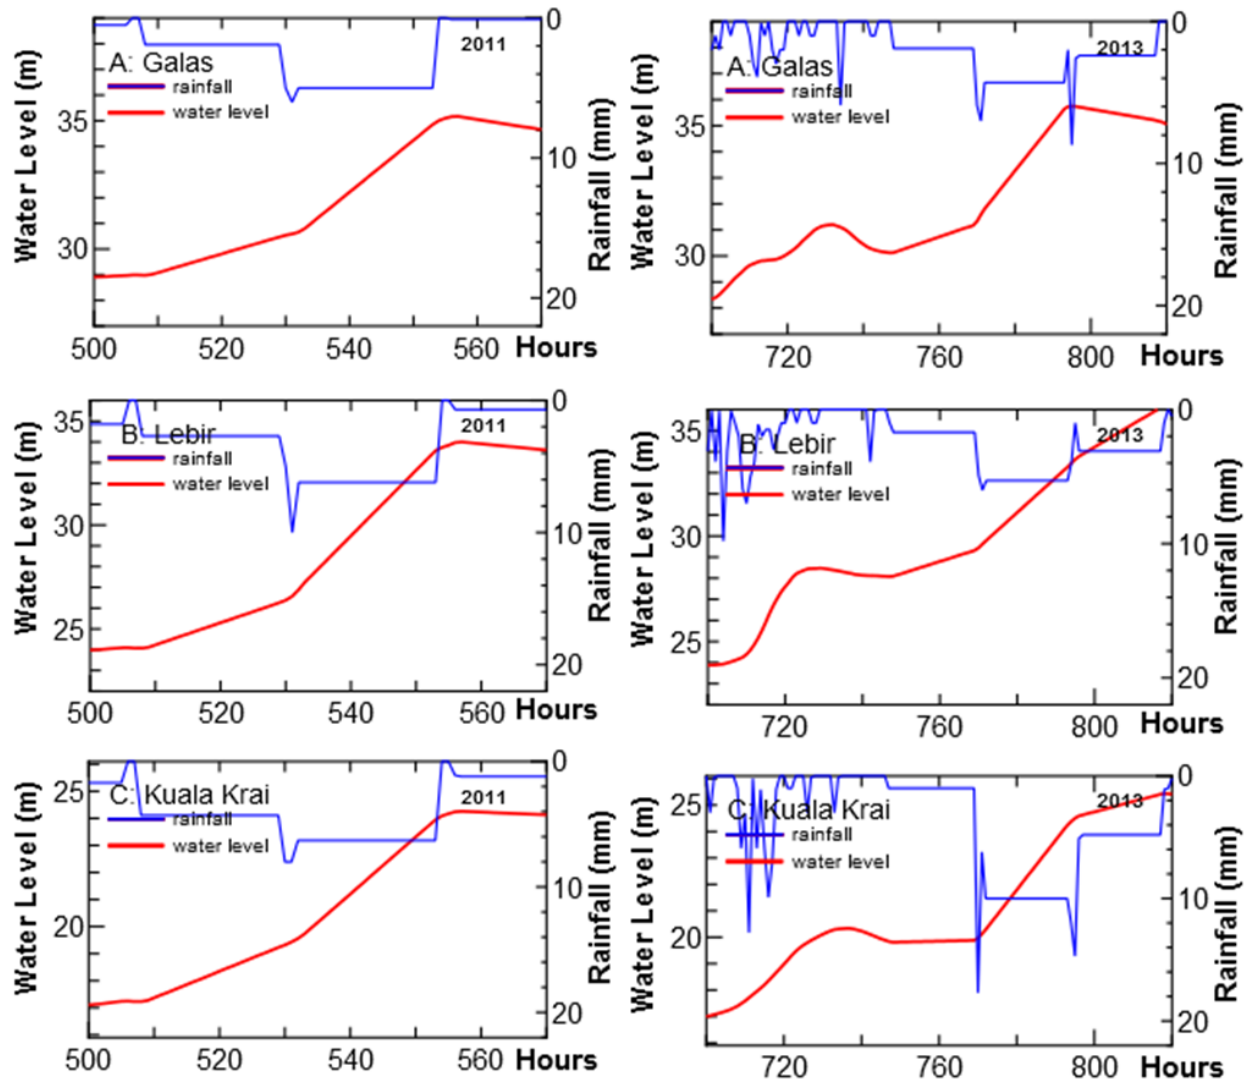 Water Level (m)
35
30
A: Galas
rainfall
water level
2011
0
10
20
Rainfall (mm)
500
520
540
560
Hours
Water Level (m)
35
30
A: Galas
rainfall
water level
2013
0
10
20
Rainfall (mm)
720
760
800
Hours
Water Level (m)
35
30
25
B: Lebir
rainfall
water level
2011
0
10
20
Rainfall (mm)
500
520
540
560
Hours
Water Level (m)
35
30
25
B: Lebir
rainfall
water level
2013
0
10
20
Rainfall (mm)
720
760
800
Hours
Water Level (m)
25
20
C: Kuala Krai
rainfall
water level
2011
0
10
20
Rainfall (mm)
500
520
540
560
Hours
Water Level (m)
25
20
C: Kuala Krai
rainfall
water level
2013
0
10
20
Rainfall (mm)
720
760
800
Hours